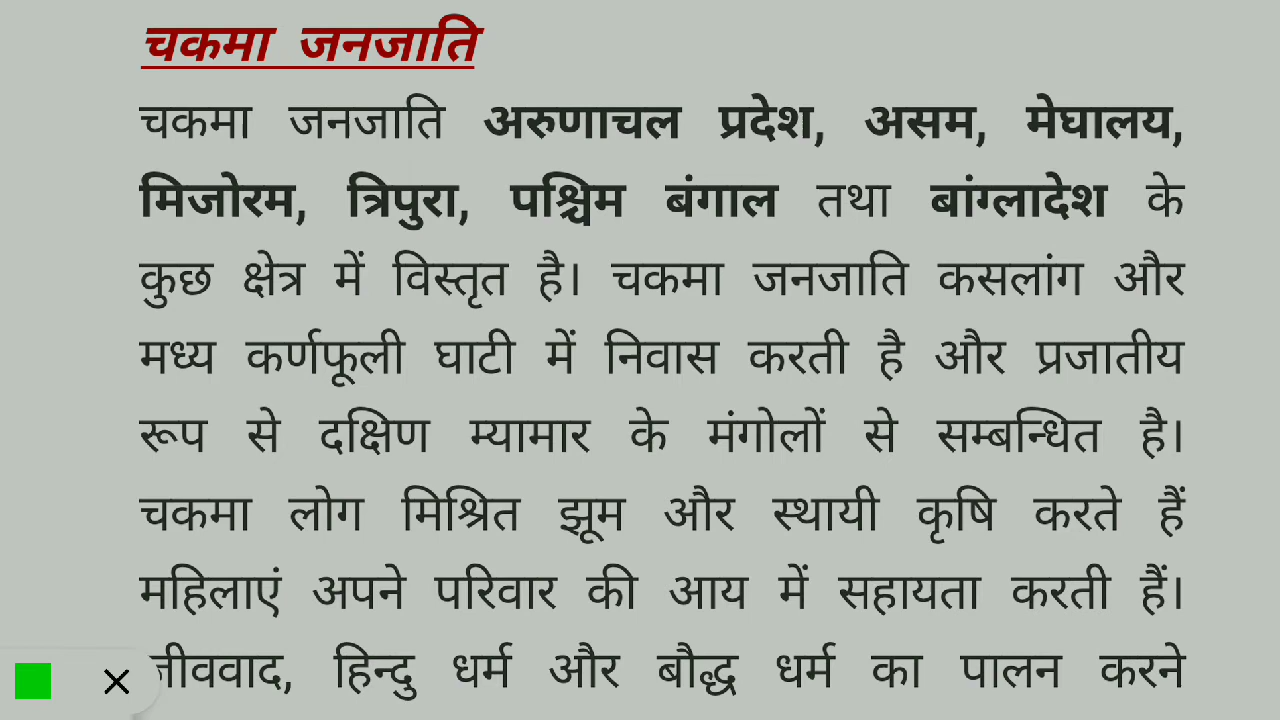 चकमा जनजाति
चकमा जनजाति अरुणाचल प्रदेश, असम, मेघालय,
मिजोरम, त्रिपुरा, पश्चिम बंगाल तथा बांग्लादेश के
कुछ क्षेत्र में विस्तृत है। चकमा जनजाति कसलांग और
मध्य कर्णफूली घाटी में निवास करती है और प्रजातीय
रूप से दक्षिण म्यामार के मंगोलों से सम्बन्धित है।
चकमा लोग मिश्रित झूम और स्थायी कृषि करते हैं
महिलाएं अपने परिवार की आय में सहायता करती हैं।
जीववाद, हिन्दु धर्म और बौद्ध धर्म का पालन करने